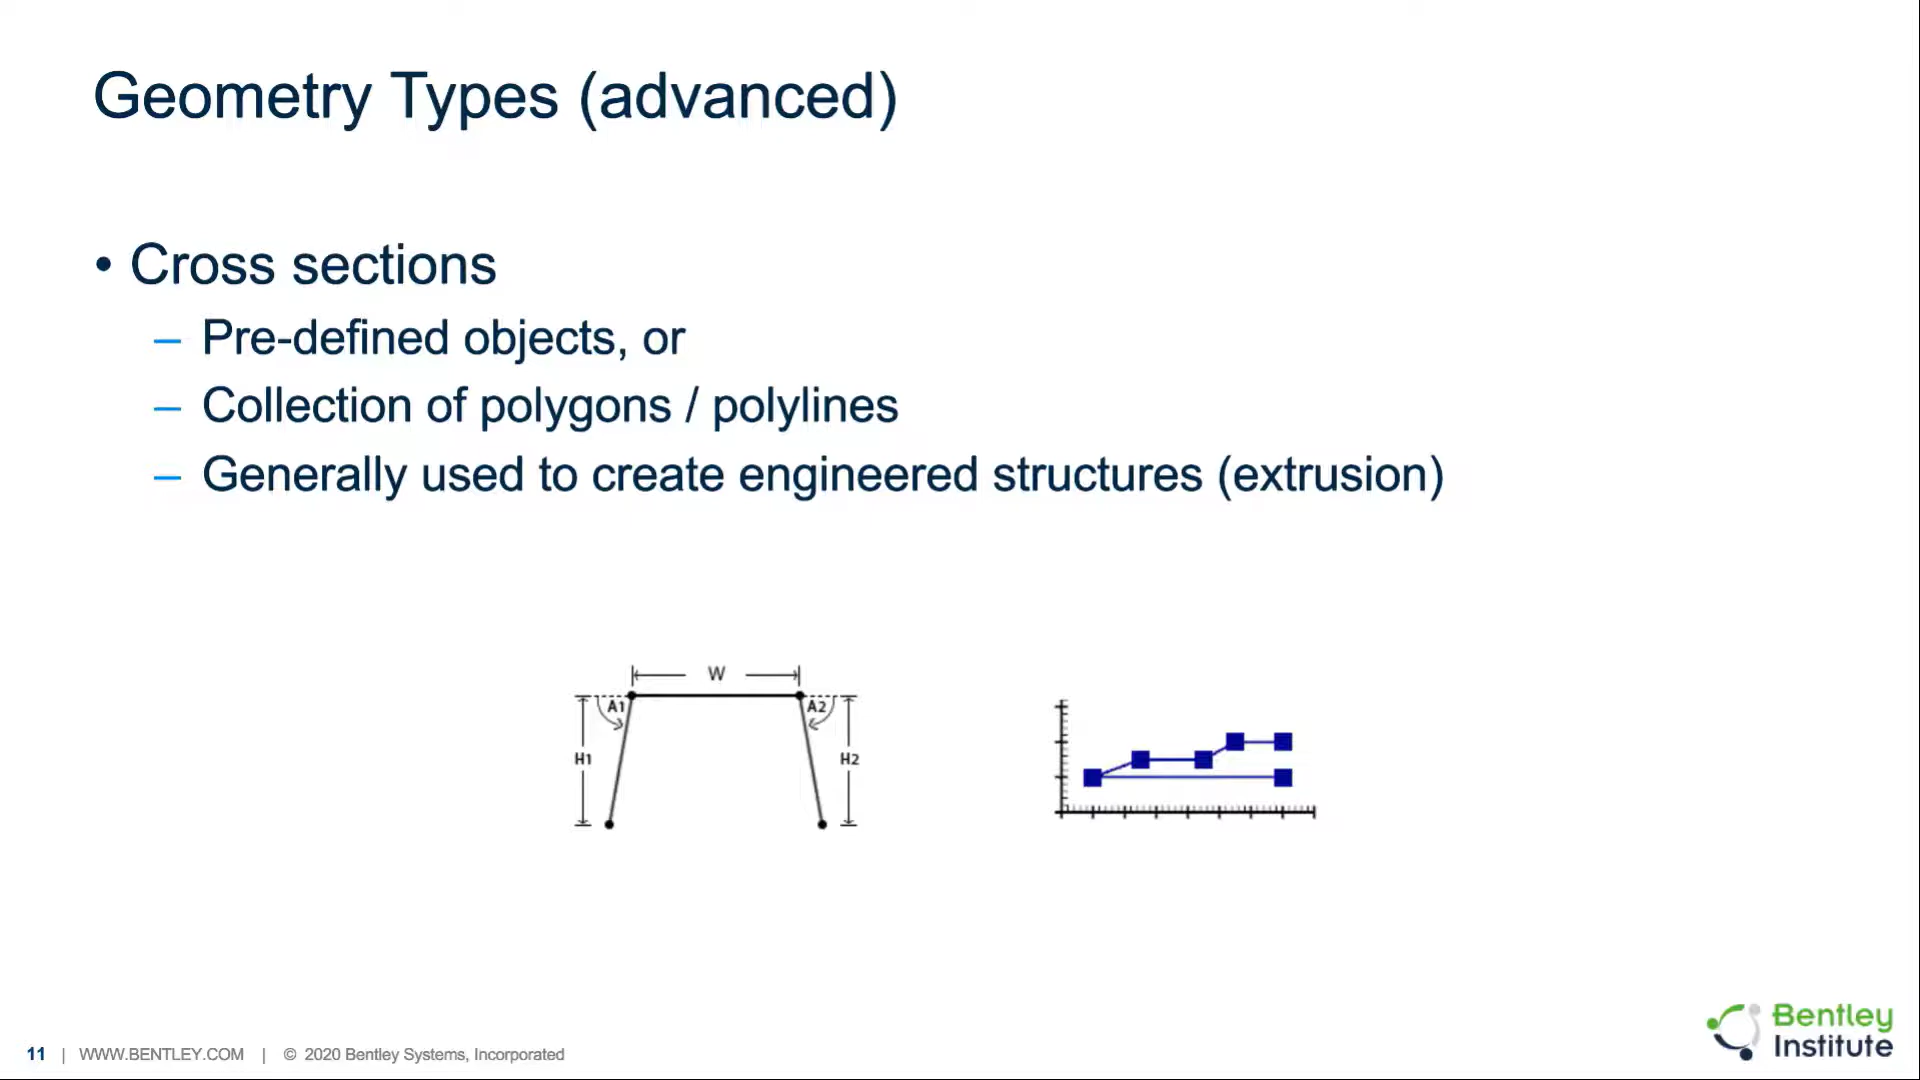 Geometry Types (advanced)
• Cross sections
– Pre-defined objects, or
– Collection of polygons / polylines
– Generally used to create engineered structures (extrusion)
W
A1 A2
H1 H2
Bentley
Institute
11 | WWW.BENTLEY.COM | © 2020 Bentley Systems, Incorporated